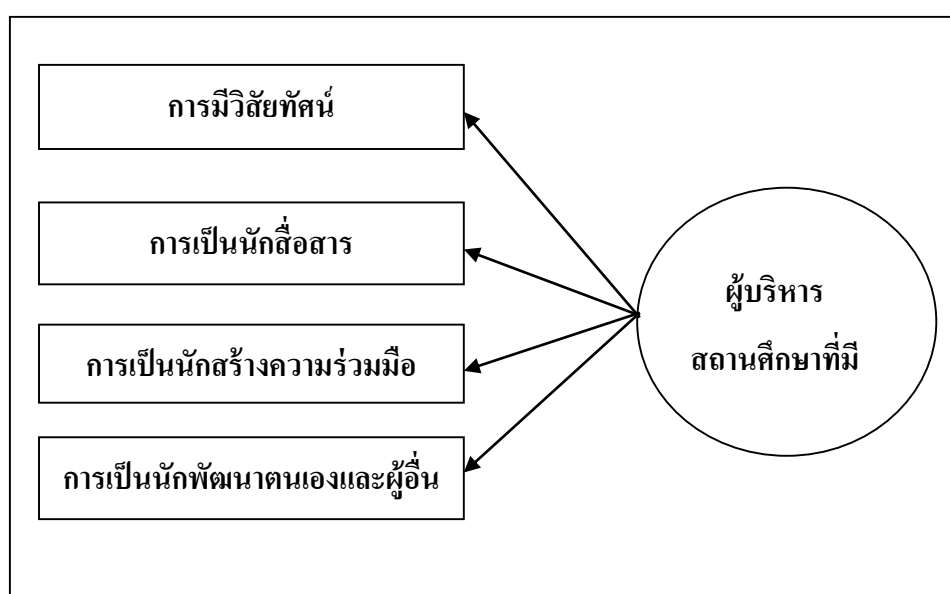 การมีวิสัยทัศน์
การเป็นนักสื่อสาร
การเป็นนักสร้างความร่วมมือ
การเป็นนักพัฒนาตนเองและผู้อื่น
ผู้บริหาร
สถานศึกษาที่มี